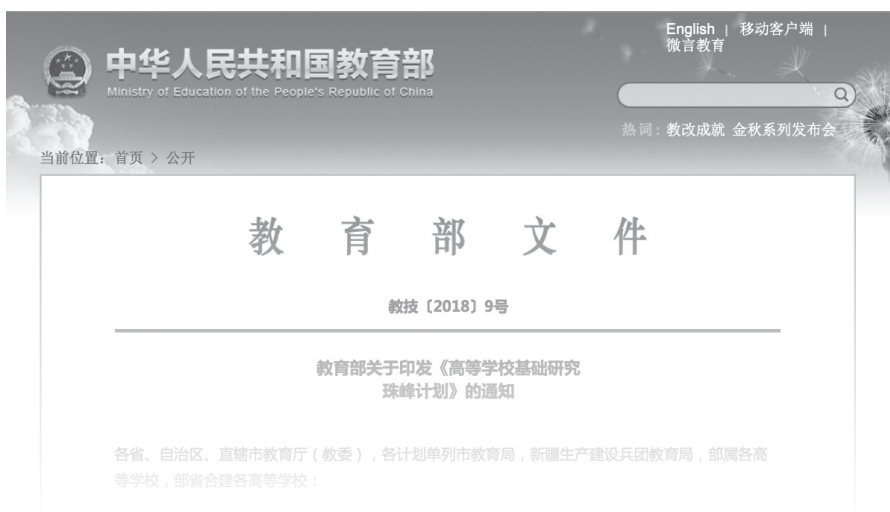 English | 移动客户端 |
微言教育
中华人民共和国教育部
Ministry of Education of the People's Republic of China
热词：教改成就 金秋系列发布会
当前位置：首页 > 公开
教 育 部 文 件
教技〔2018〕9号
教育部关于印发《高等学校基础研究
珠峰计划》的通知
各省、自治区、直辖市教育厅（教委），各计划单列市教育局，新疆生产建设兵团教育局，部属各高
等学校，部省合建各高等学校：